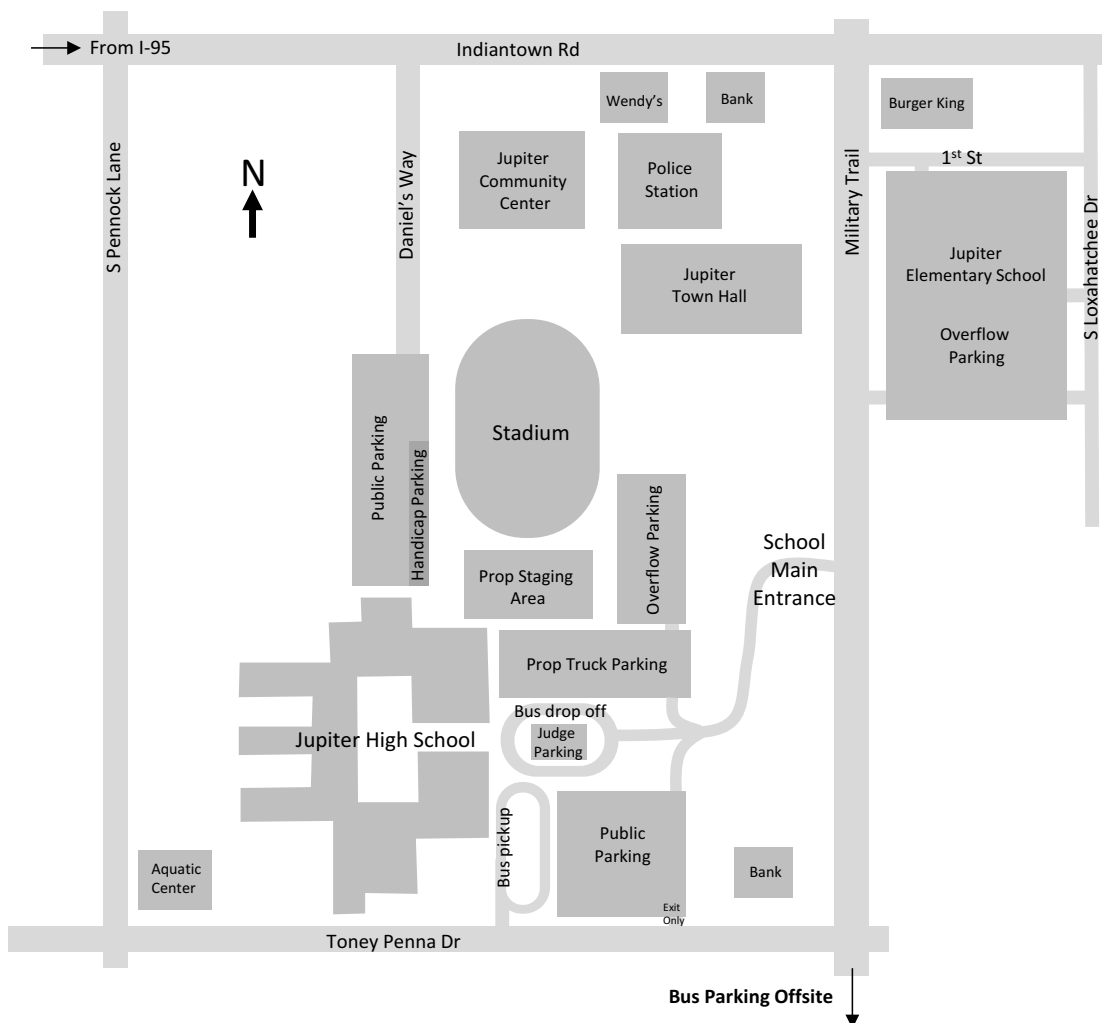 From I-95
Indiantown Rd
Wendy's
Bank
Burger King
S Pennock Lane
N
Daniel's Way
Jupiter
Community
Center
Police
Station
Military Trail
1st St
Jupiter
Town Hall
Jupiter
Elementary School
Overflow
Parking
S Loxahatchee Dr
Public Parking
Handicap Parking
Stadium
Overflow Parking
School
Main
Entrance
Prop Staging
Area
Prop Truck Parking
Bus drop off
Judge
Parking
Jupiter High School
Bus pickup
Public
Parking
Bank
Aquatic
Center
Exit
Only
Toney Penna Dr
Bus Parking Offsite